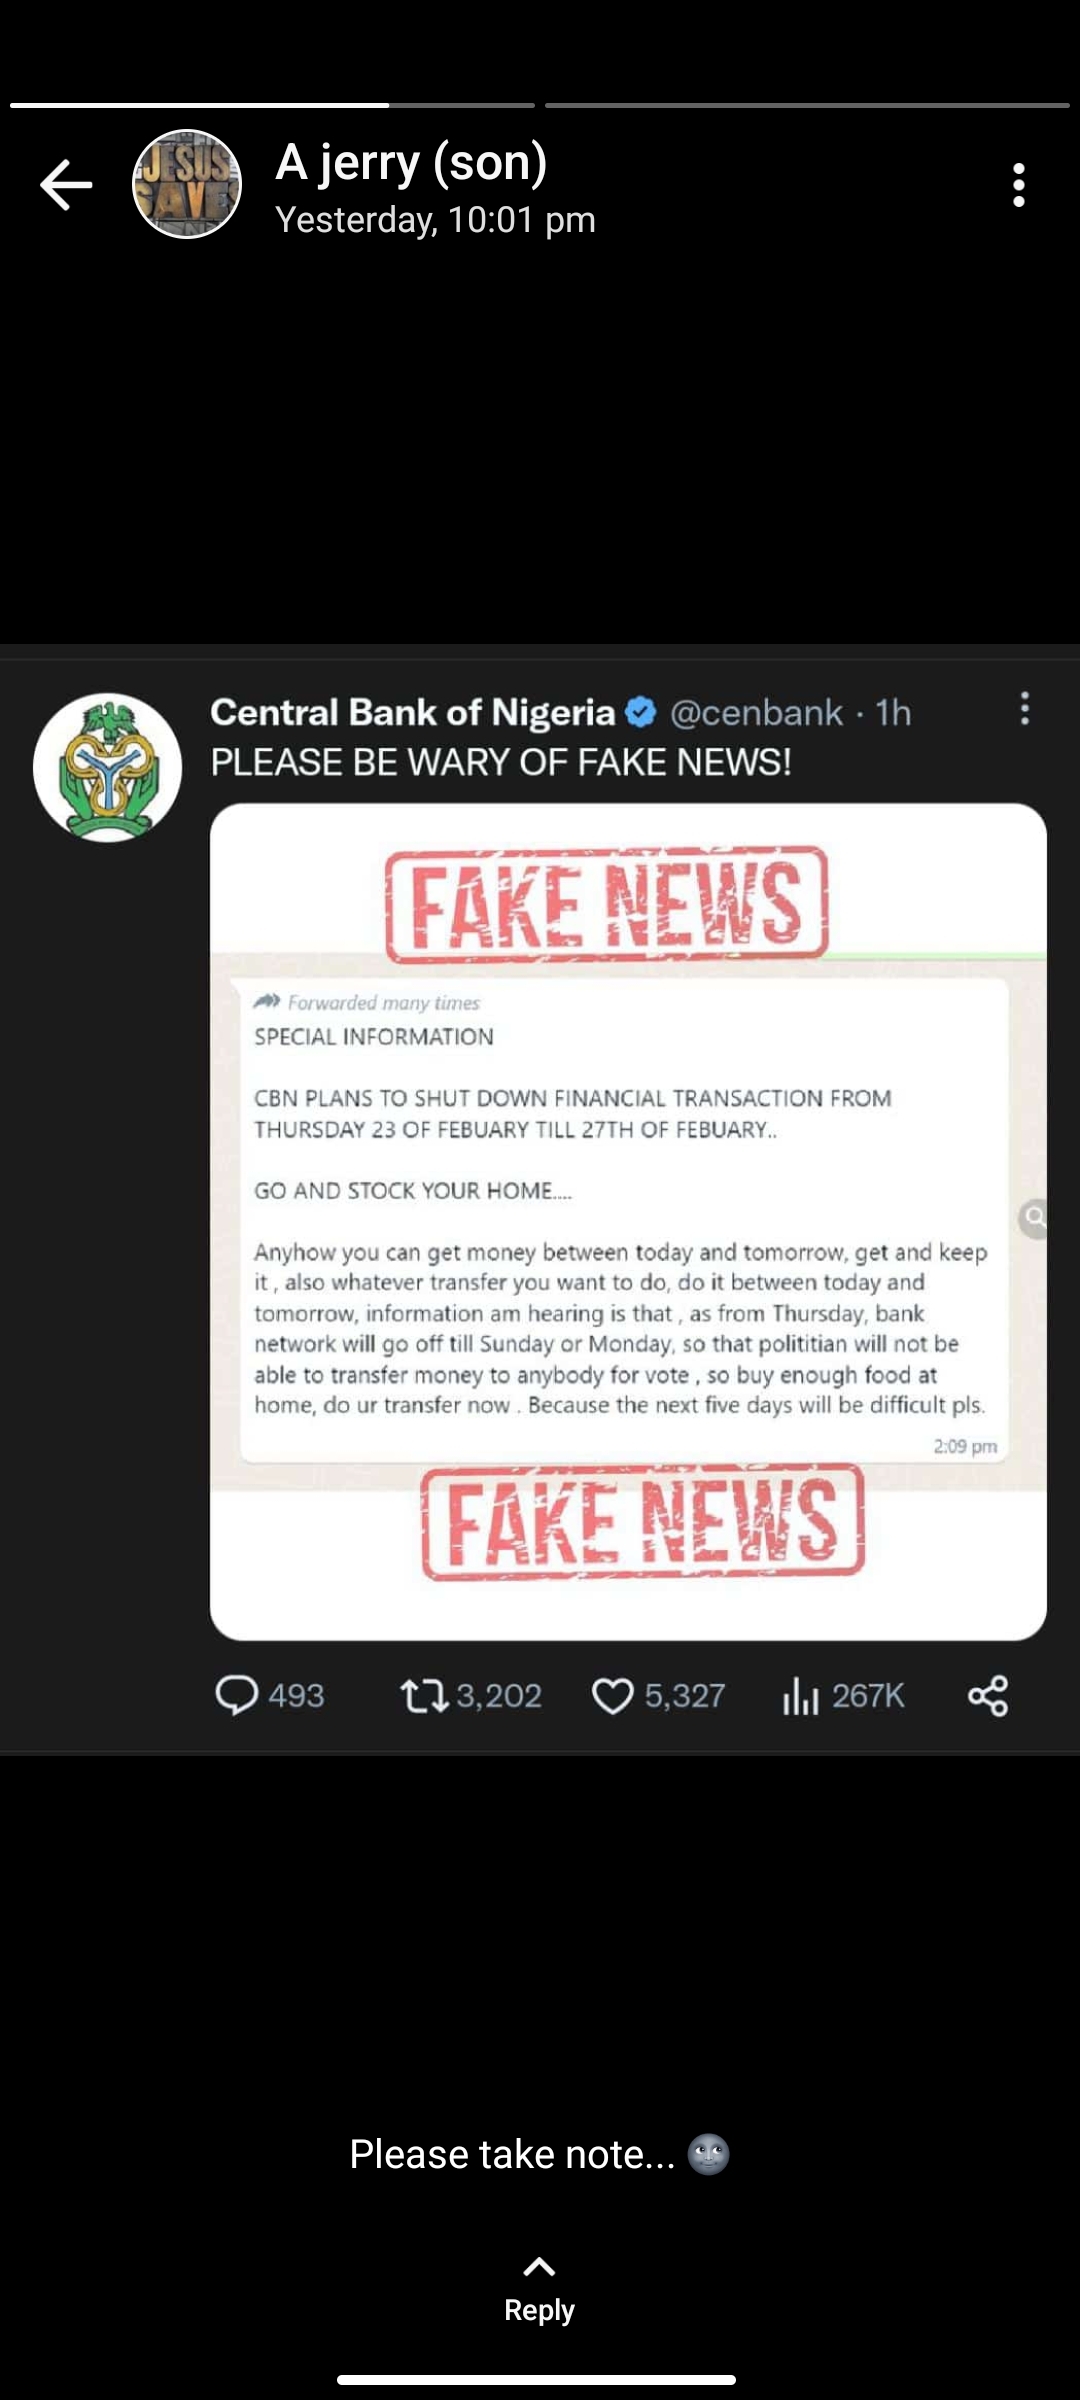 A jerry (son)
Yesterday, 10:01 pm
JESUS
SAVES
Central Bank of Nigeria @cenbank · 1h
PLEASE BE WARY OF FAKE NEWS!
FAKE NEWS
Forwarded many times
SPECIAL INFORMATION
CBN PLANS TO SHUT DOWN FINANCIAL TRANSACTION FROM
THURSDAY 23 OF FEBUARY TILL 27TH OF FEBUARY..
GO AND STOCK YOUR HOME....
Anyhow you can get money between today and tomorrow, get and keep
it , also whatever transfer you want to do, do it between today and
tomorrow, information am hearing is that , as from Thursday, bank
network will go off till Sunday or Monday, so that polititian will not be
able to transfer money to anybody for vote , so buy enough food at
home, do ur transfer now . Because the next five days will be difficult pls.
2:09 pm
FAKE NEWS
493 3,202 5,327 267K
Please take note... 🌚
Reply